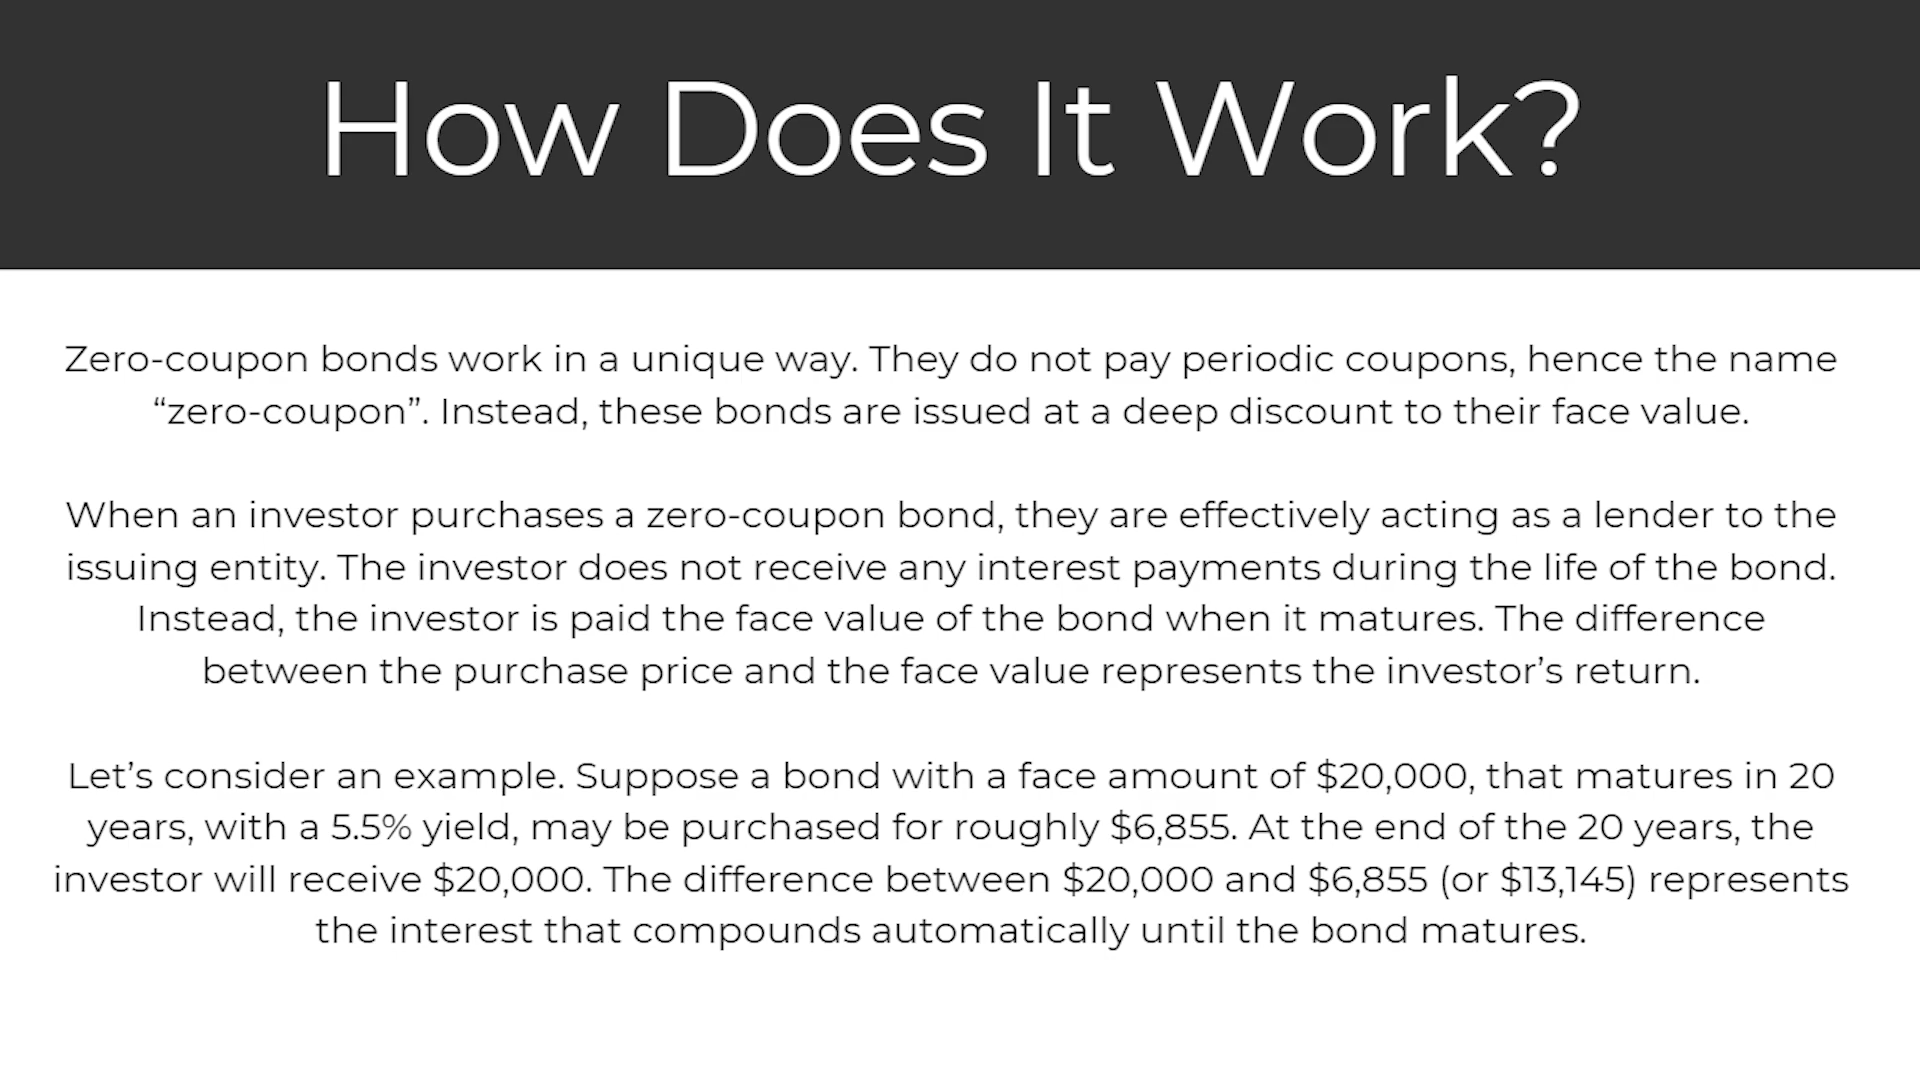 How Does It Work?
Zero-coupon bonds work in a unique way. They do not pay periodic coupons, hence the name
“zero-coupon”. Instead, these bonds are issued at a deep discount to their face value.
When an investor purchases a zero-coupon bond, they are effectively acting as a lender to the
issuing entity. The investor does not receive any interest payments during the life of the bond.
Instead, the investor is paid the face value of the bond when it matures. The difference
between the purchase price and the face value represents the investor’s return.
Let’s consider an example. Suppose a bond with a face amount of $20,000, that matures in 20
years, with a 5.5% yield, may be purchased for roughly $6,855. At the end of the 20 years, the
investor will receive $20,000. The difference between $20,000 and $6,855 (or $13,145) represents
the interest that compounds automatically until the bond matures.